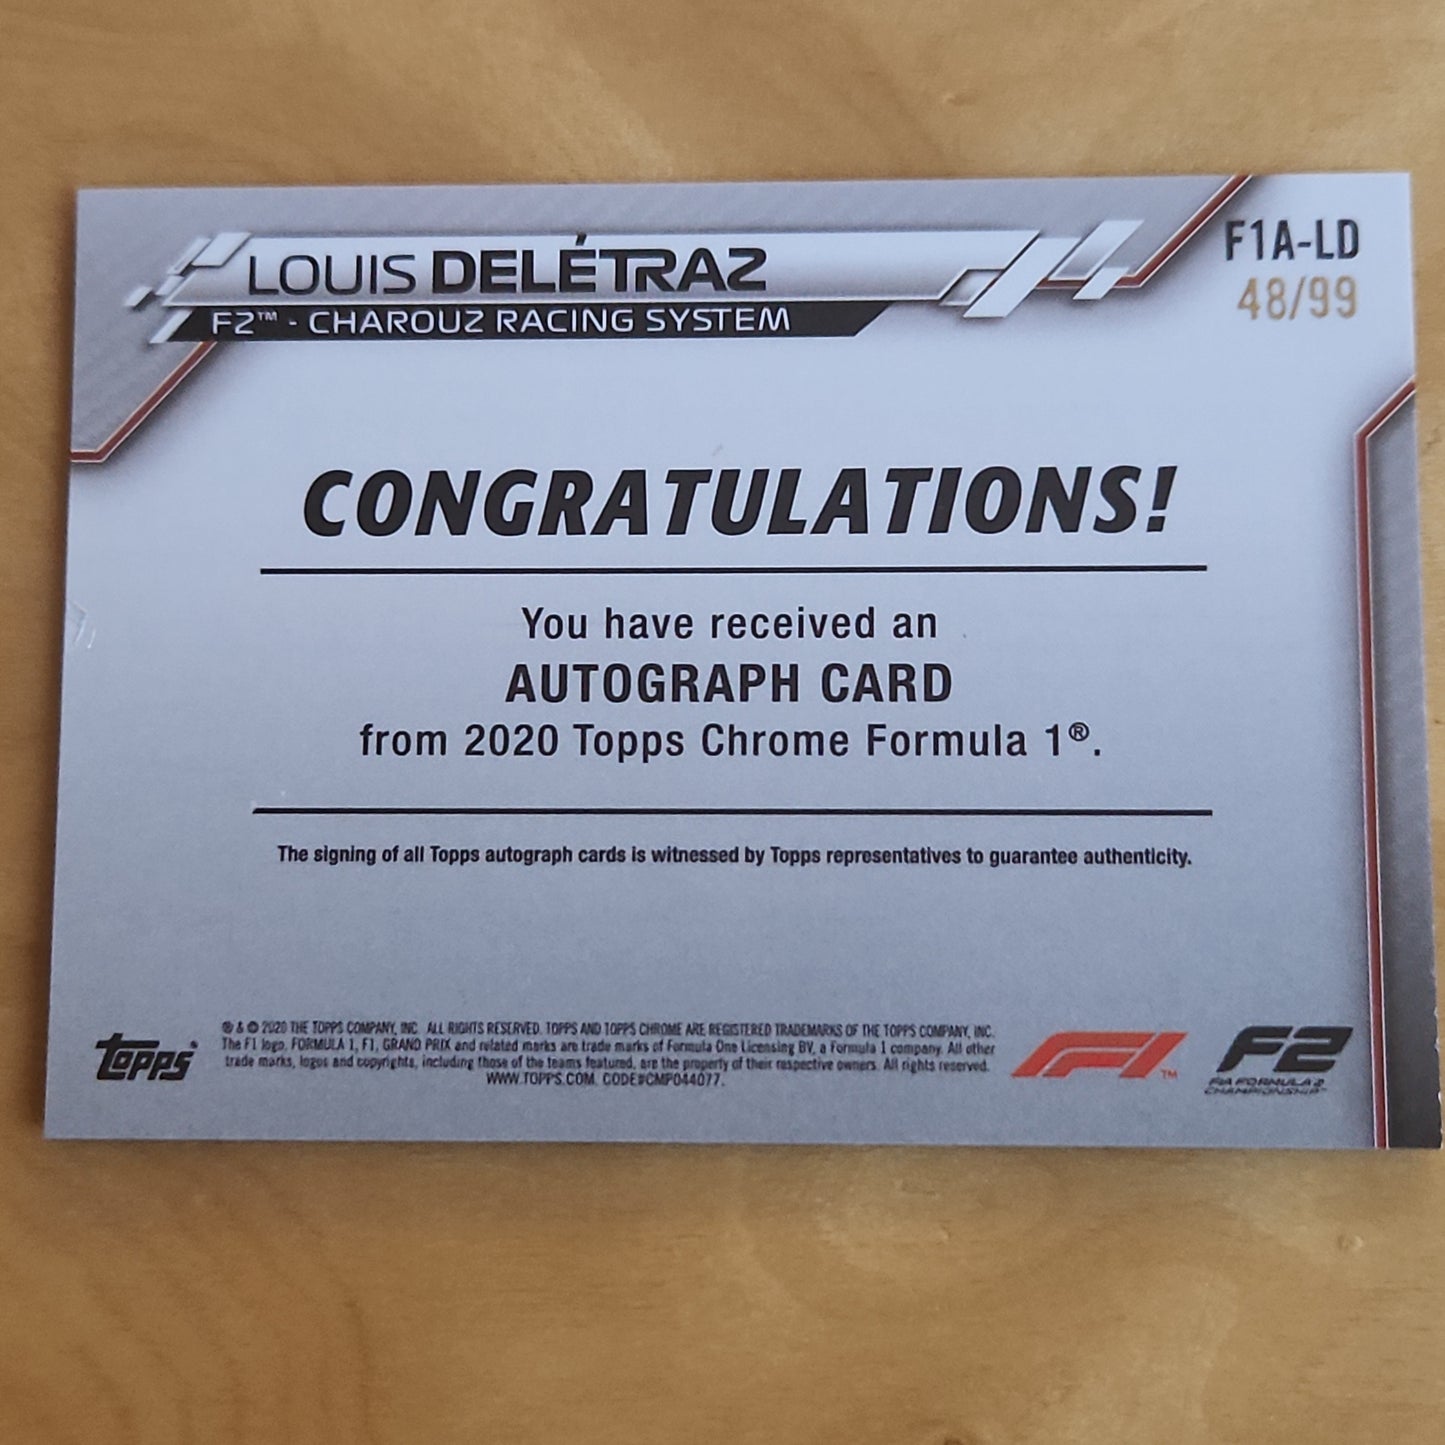 LOUIS DELÉTRAZ
F2™ - CHAROUZ RACING SYSTEM
F1A-LD
48/99
CONGRATULATIONS!
You have received an
AUTOGRAPH CARD
from 2020 Topps Chrome Formula 1®.
The signing of all Topps autograph cards is witnessed by Topps representatives to guarantee authenticity.
topps®
® & © 2020 THE TOPPS COMPANY, INC. ALL RIGHTS RESERVED. TOPPS AND TOPPS CHROME ARE REGISTERED TRADEMARKS OF THE TOPPS COMPANY, INC.
The F1 logo, FORMULA 1, F1, GRAND PRIX and related marks are trade marks of Formula One Licensing BV, a Formula 1 company. All other
trade marks, logos and copyrights, including those of the teams featured, are the property of their respective owners. All rights reserved.
WWW.TOPPS.COM. CODE#CMP044077.
F1™
F2
FIA FORMULA 2
CHAMPIONSHIP™